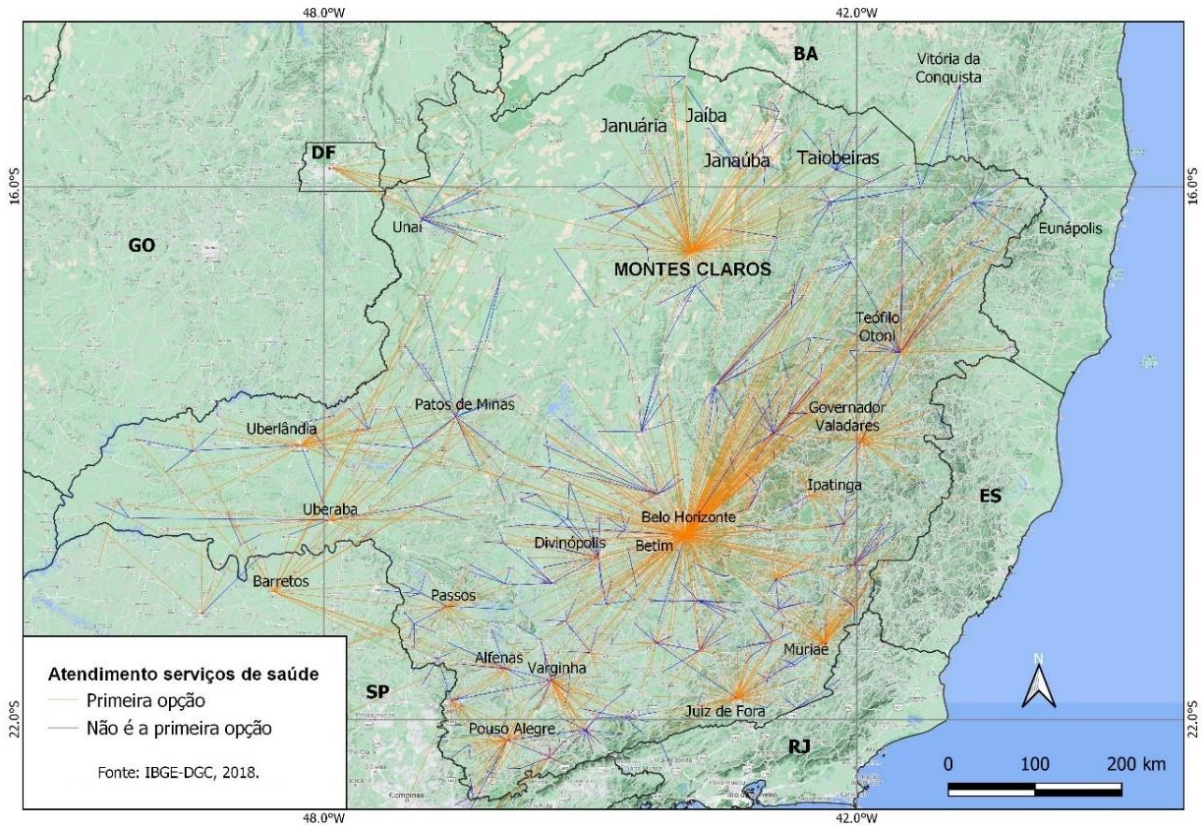 48.0°W
42.0°W
BA
Vitória da
Conquista
Jaíba
Januária
Janaúba
Taiobeiras
DF
16.0°S
16.0°S
Unaí
Eunápolis
GO
MONTES CLAROS
Teófilo
Otoni
Patos de Minas
Governador
Valadares
Uberlândia
Ipatinga
ES
Uberaba
Belo Horizonte
Betim
Divinópolis
Barretos
Passos
Muriaé
Alfenas
Varginha
N
SP
Juiz de Fora
22.0°S
22.0°S
Pouso Alegre
RJ
Atendimento serviços de saúde
Primeira opção
Não é a primeira opção
Fonte: IBGE-DGC, 2018.
0 100 200 km
Campinas
48.0°W
42.0°W